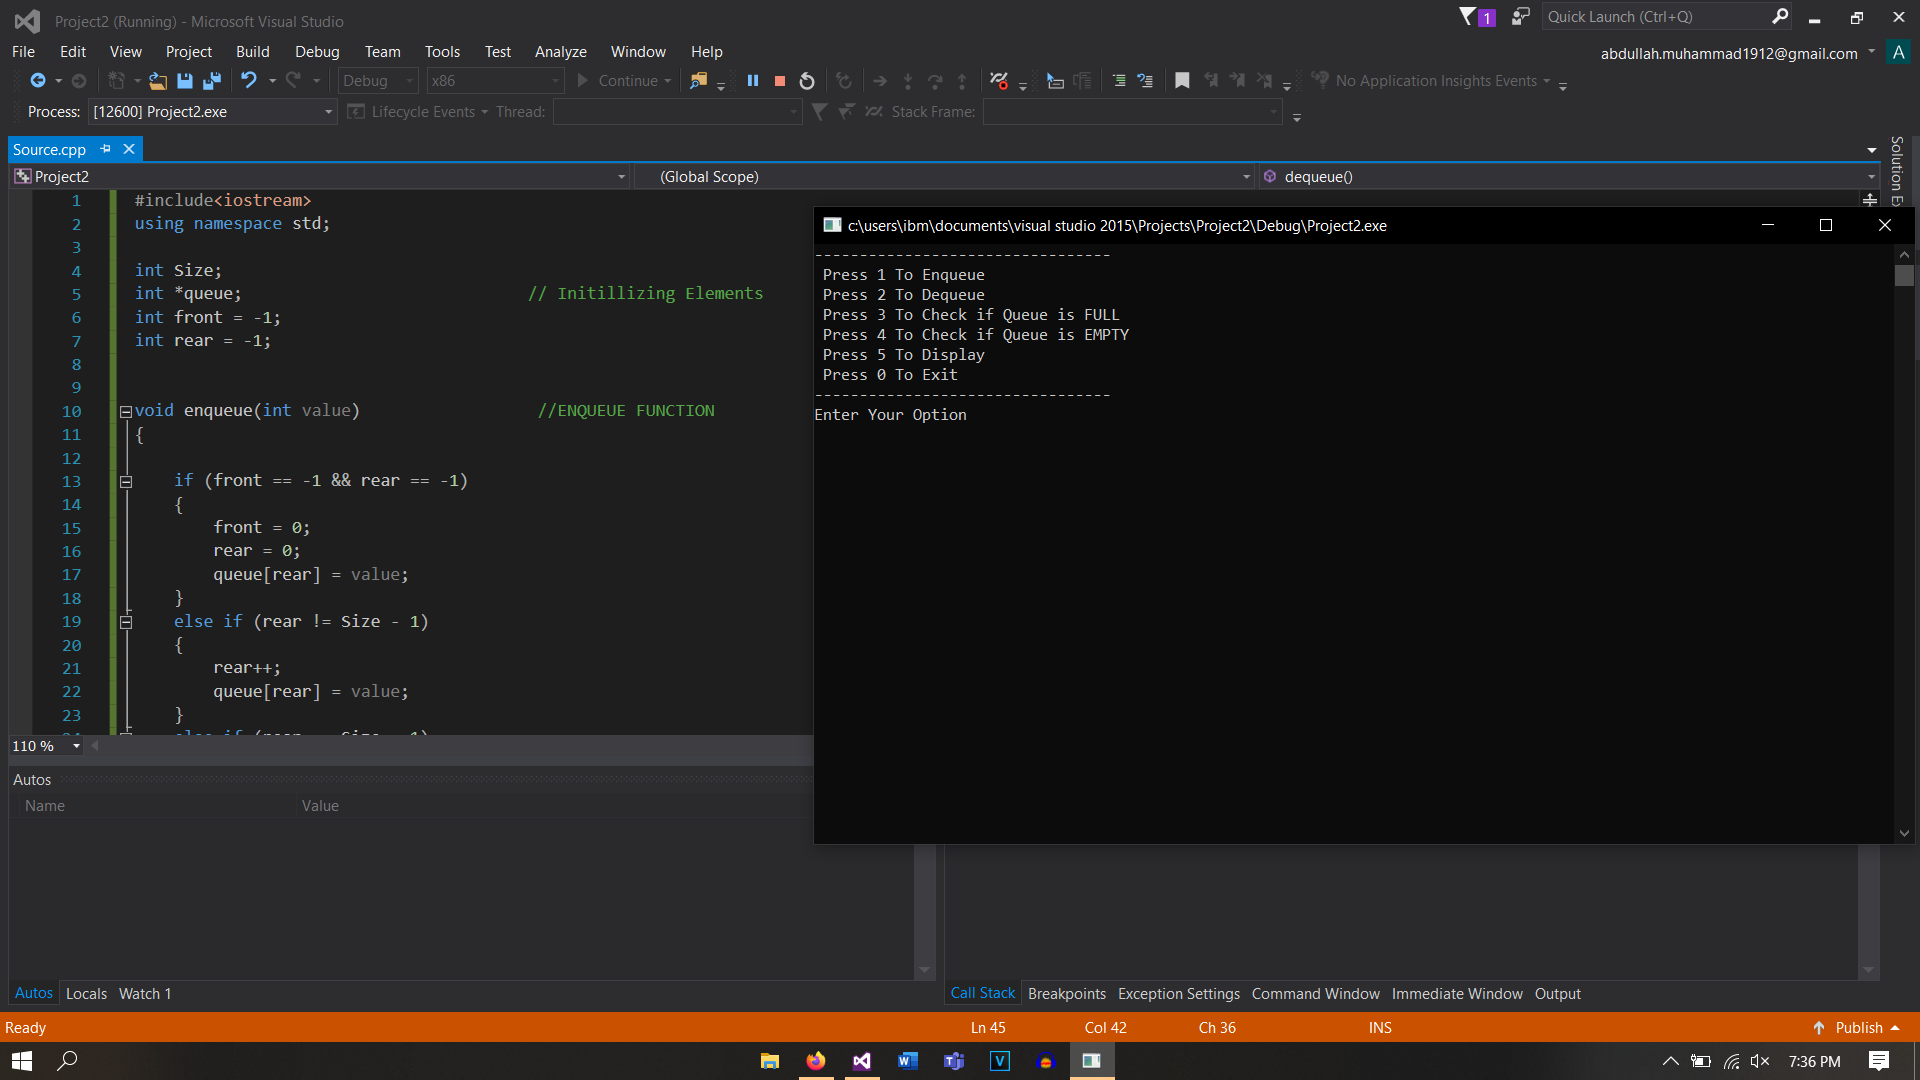 Project2 (Running) - Microsoft Visual Studio
1
Quick Launch (Ctrl+Q)
File Edit View Project Build Debug Team Tools Test Analyze Window Help
abdullah.muhammad1912@gmail.com A
Debug x86 Continue No Application Insights Events
Process: [12600] Project2.exe Lifecycle Events Thread: Stack Frame:
Source.cpp
Project2 (Global Scope) dequeue()
Solution Ex
1 #include<iostream>
2 using namespace std;
3
4 int Size;
5 int *queue; // Initillizing Elements
6 int front = -1;
7 int rear = -1;
8
9
10 void enqueue(int value) //ENQUEUE FUNCTION
11 {
12
13 if (front == -1 && rear == -1)
14 {
15 front = 0;
16 rear = 0;
17 queue[rear] = value;
18 }
19 else if (rear != Size - 1)
20 {
21 rear++;
22 queue[rear] = value;
23 }
c:\users\ibm\documents\visual studio 2015\Projects\Project2\Debug\Project2.exe
---------------------------------
Press 1 To Enqueue
Press 2 To Dequeue
Press 3 To Check if Queue is FULL
Press 4 To Check if Queue is EMPTY
Press 5 To Display
Press 0 To Exit
---------------------------------
Enter Your Option
110 %
Autos
Name Value
Autos Locals Watch 1
Call Stack Breakpoints Exception Settings Command Window Immediate Window Output
Ready Ln 45 Col 42 Ch 36 INS Publish
7:36 PM